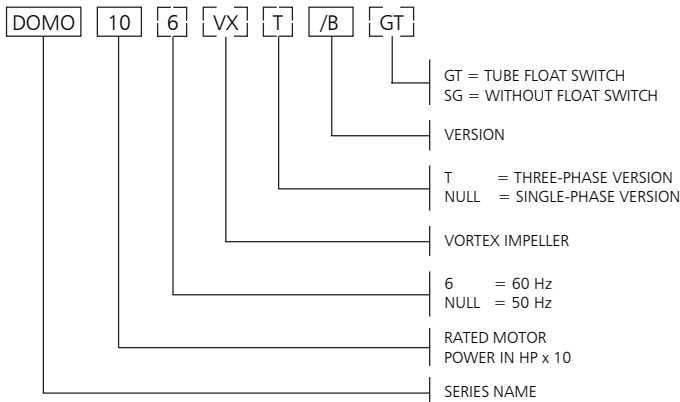 DOMO 10 6 VX T /B GT
GT = TUBE FLOAT SWITCH
SG = WITHOUT FLOAT SWITCH
VERSION
T = THREE-PHASE VERSION
NULL = SINGLE-PHASE VERSION
VORTEX IMPELLER
6 = 60 Hz
NULL = 50 Hz
RATED MOTOR
POWER IN HP x 10
SERIES NAME